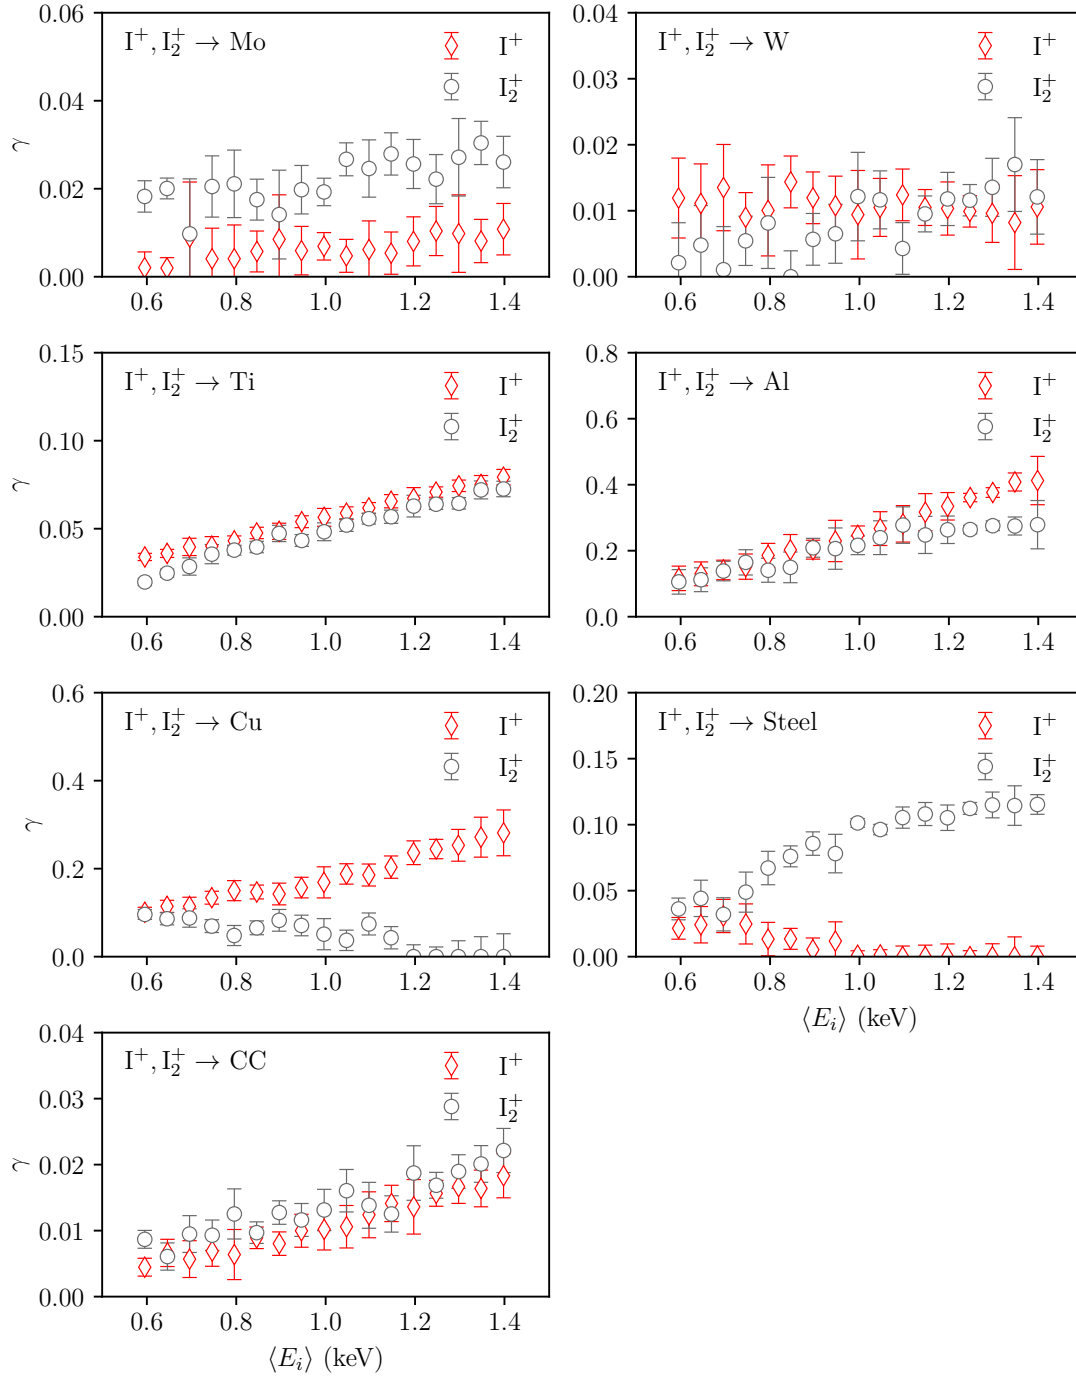 0.06
0.04
0.02
0.00
γ
I⁺, I₂⁺ → Mo
I⁺
I₂⁺
0.6 0.8 1.0 1.2 1.4
0.04
0.03
0.02
0.01
0.00
I⁺, I₂⁺ → W
I⁺
I₂⁺
0.6 0.8 1.0 1.2 1.4
0.15
0.10
0.05
0.00
γ
I⁺, I₂⁺ → Ti
I⁺
I₂⁺
0.6 0.8 1.0 1.2 1.4
0.8
0.6
0.4
0.2
0.0
I⁺, I₂⁺ → Al
I⁺
I₂⁺
0.6 0.8 1.0 1.2 1.4
0.6
0.4
0.2
0.0
γ
I⁺, I₂⁺ → Cu
I⁺
I₂⁺
0.6 0.8 1.0 1.2 1.4
0.20
0.15
0.10
0.05
0.00
I⁺, I₂⁺ → Steel
I⁺
I₂⁺
0.6 0.8 1.0 1.2 1.4
⟨Eᵢ⟩ (keV)
0.04
0.03
0.02
0.01
0.00
γ
I⁺, I₂⁺ → CC
I⁺
I₂⁺
0.6 0.8 1.0 1.2 1.4
⟨Eᵢ⟩ (keV)